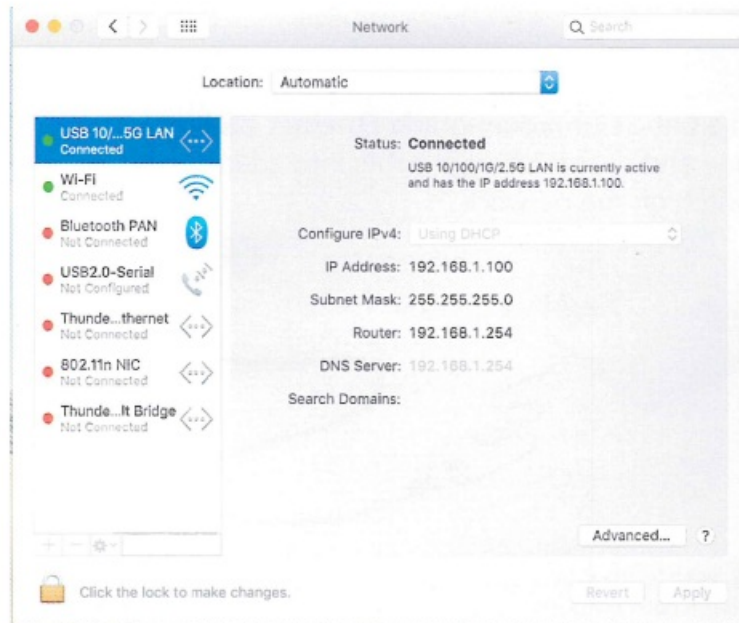 Network
Search
Location: Automatic
USB 10/...5G LAN
Connected
Wi-Fi
Connected
Bluetooth PAN
Not Connected
USB2.0-Serial
Not Configured
Thunde...thernet
Not Connected
802.11n NIC
Not Connected
Thunde...lt Bridge
Not Connected
Status: Connected
USB 10/100/1G/2.5G LAN is currently active
and has the IP address 192.168.1.100.
Configure IPv4: Using DHCP
IP Address: 192.168.1.100
Subnet Mask: 255.255.255.0
Router: 192.168.1.254
DNS Server: 192.168.1.254
Search Domains:
Advanced... ?
Click the lock to make changes.
Revert Apply